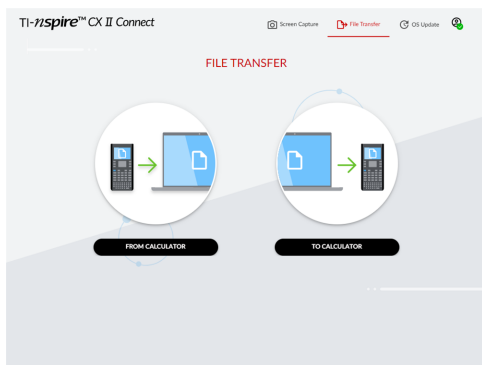 TI-nspire™ CX II Connect
Screen Capture
File Transfer
OS Update
FILE TRANSFER
FROM CALCULATOR
TO CALCULATOR